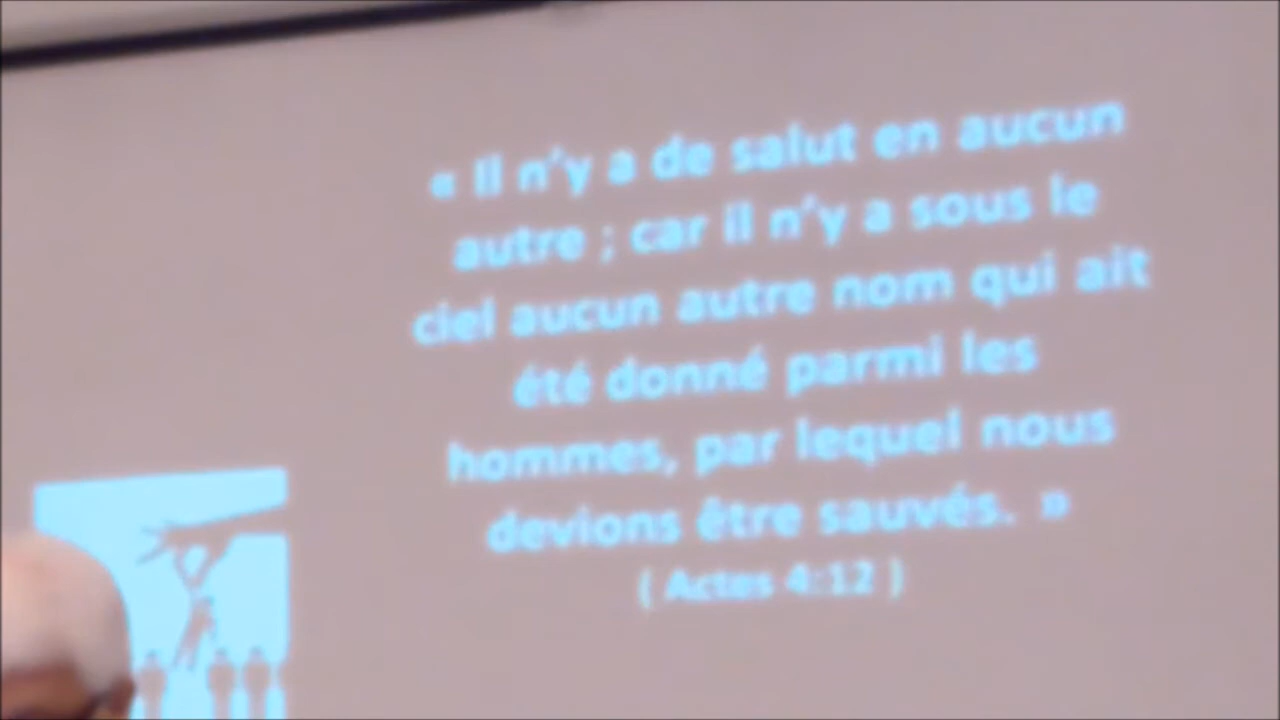 « Il n'y a de salut en aucun
autre ; car il n'y a sous le
ciel aucun autre nom qui ait
été donné parmi les
hommes, par lequel nous
devions être sauvés. »
( Actes 4:12 )